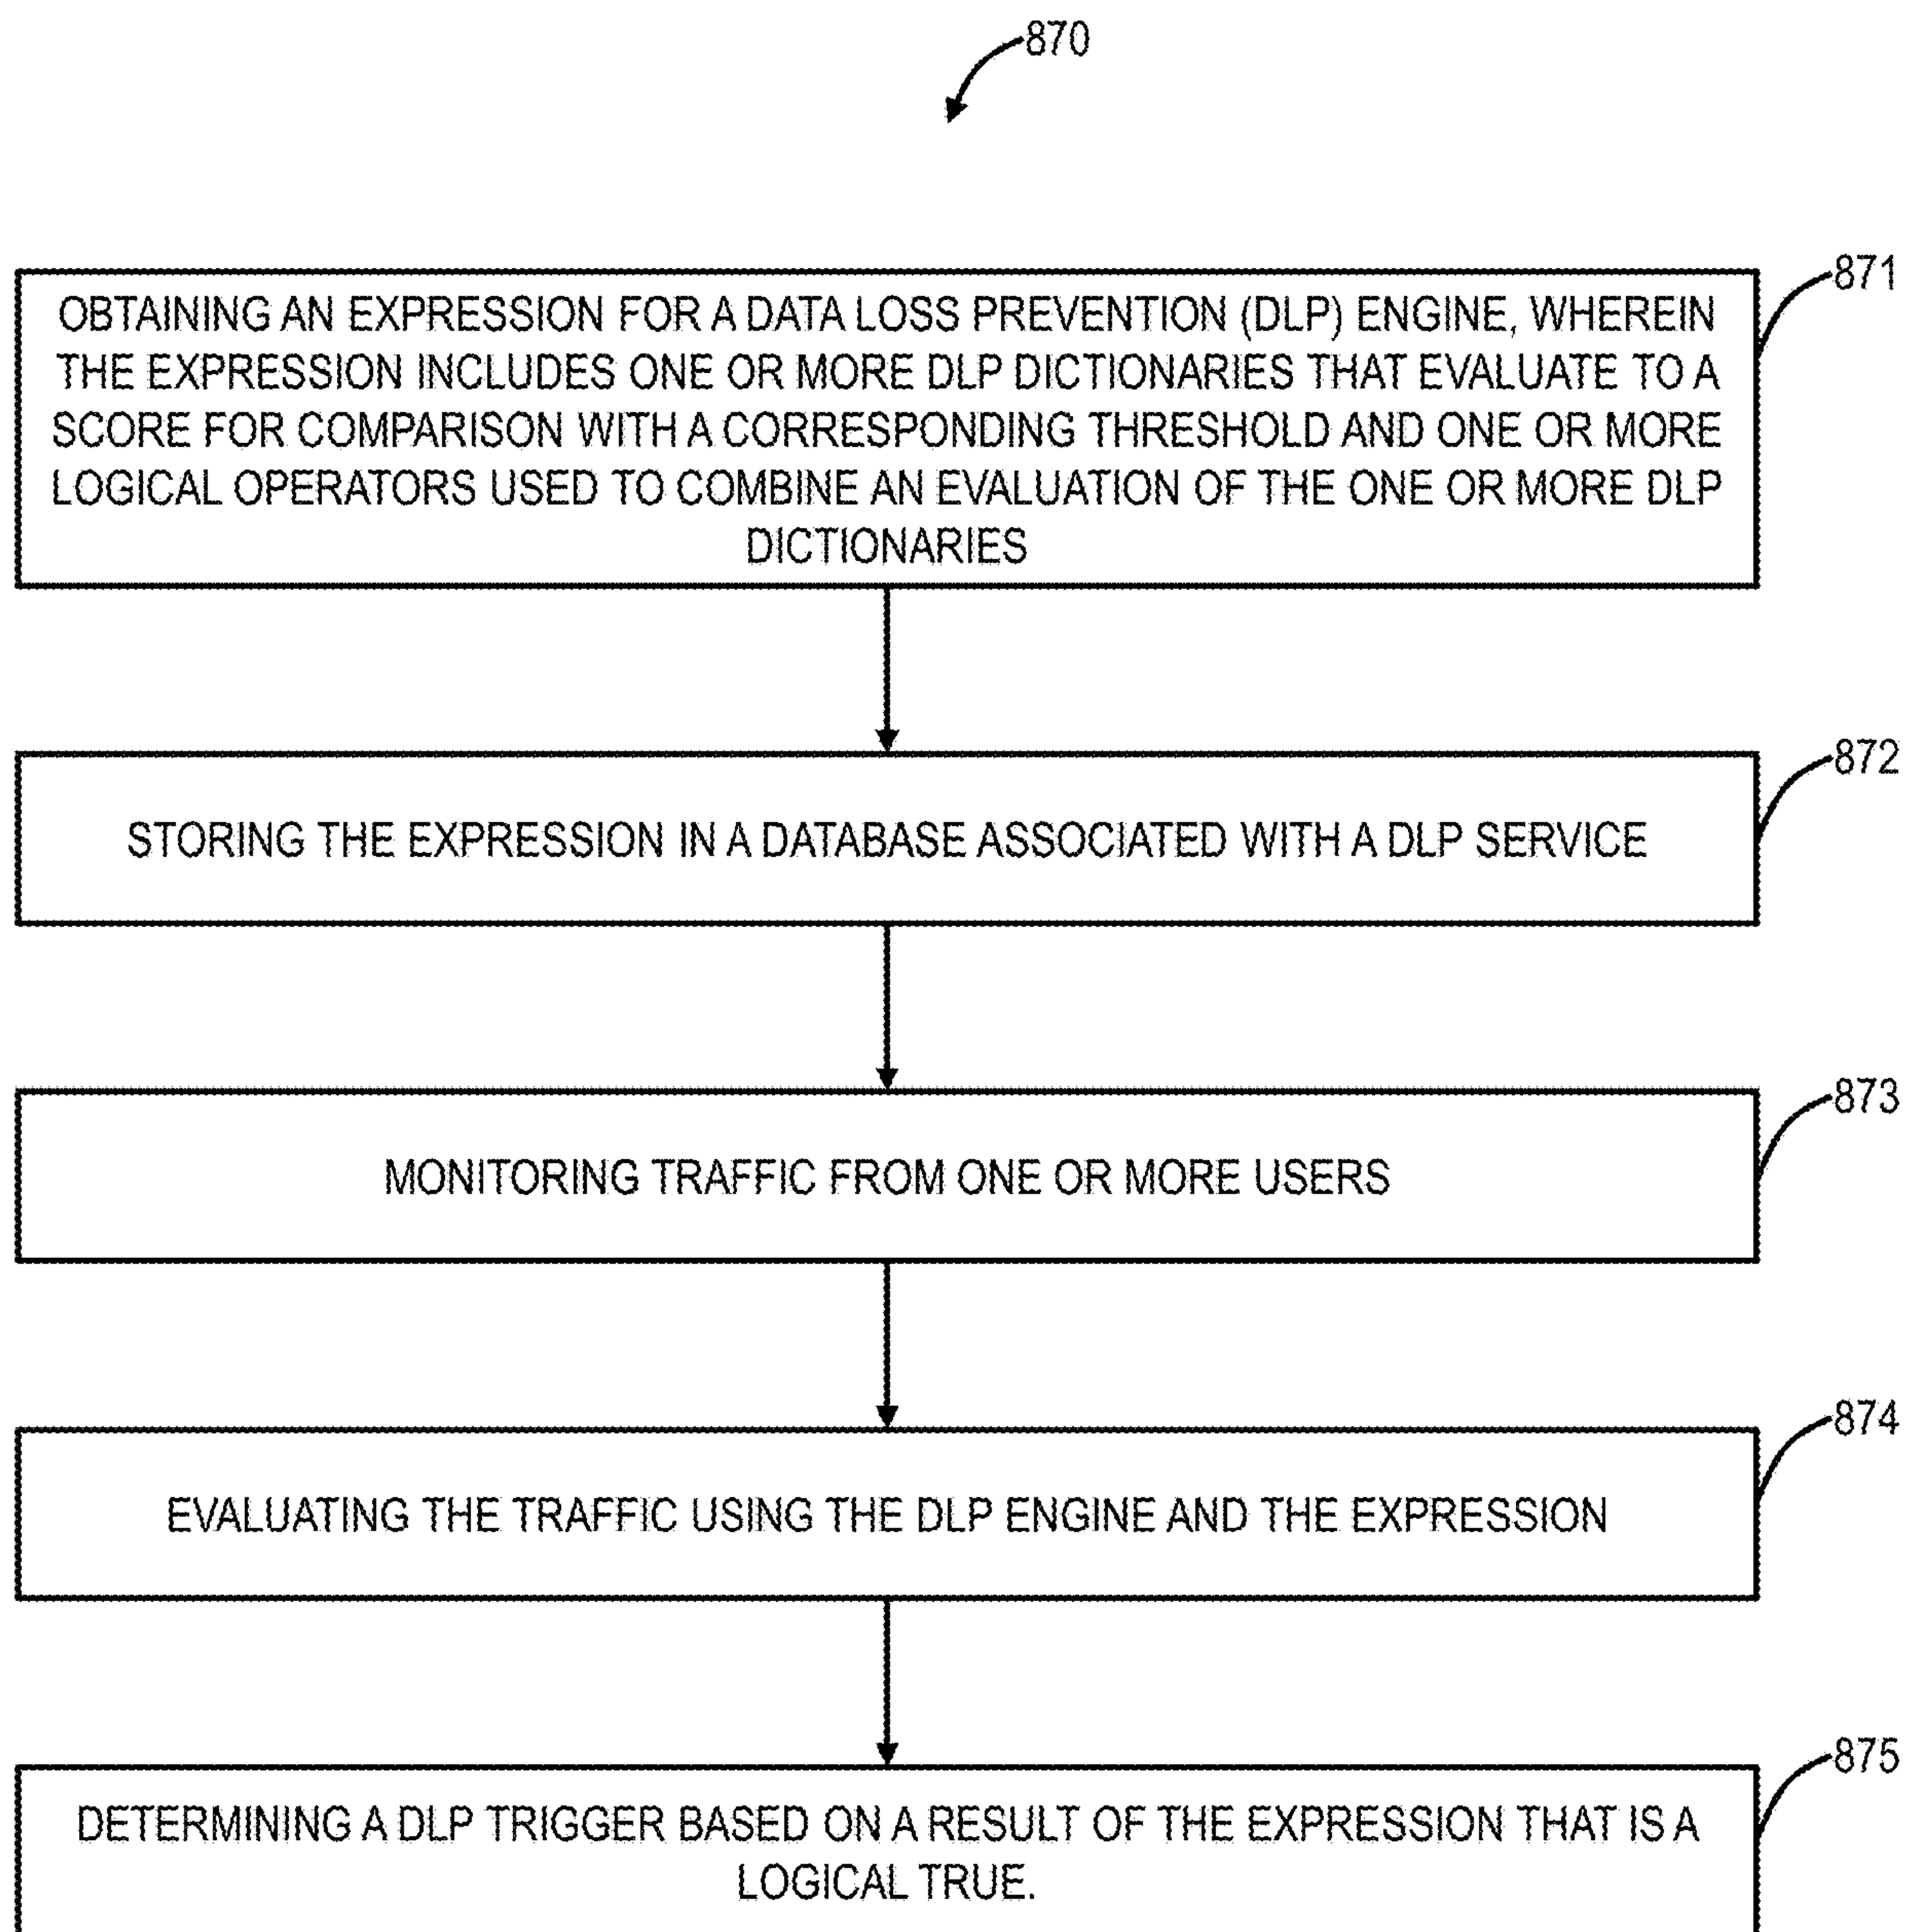 870
871
OBTAINING AN EXPRESSION FOR A DATA LOSS PREVENTION (DLP) ENGINE, WHEREIN
THE EXPRESSION INCLUDES ONE OR MORE DLP DICTIONARIES THAT EVALUATE TO A
SCORE FOR COMPARISON WITH A CORRESPONDING THRESHOLD AND ONE OR MORE
LOGICAL OPERATORS USED TO COMBINE AN EVALUATION OF THE ONE OR MORE DLP
DICTIONARIES
872
STORING THE EXPRESSION IN A DATABASE ASSOCIATED WITH A DLP SERVICE
873
MONITORING TRAFFIC FROM ONE OR MORE USERS
874
EVALUATING THE TRAFFIC USING THE DLP ENGINE AND THE EXPRESSION
875
DETERMINING A DLP TRIGGER BASED ON A RESULT OF THE EXPRESSION THAT IS A
LOGICAL TRUE.